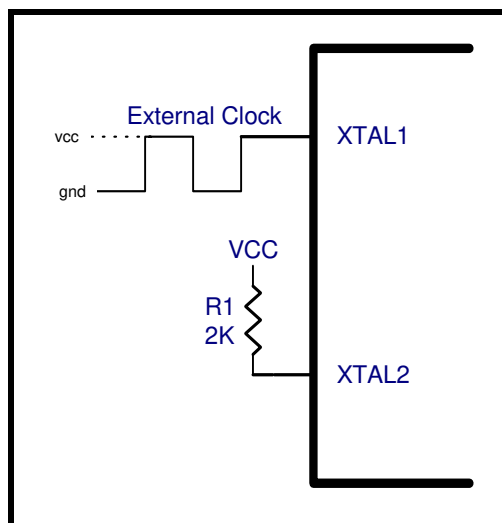 External Clock
vcc
XTAL1
gnd
VCC
R1
2K
XTAL2